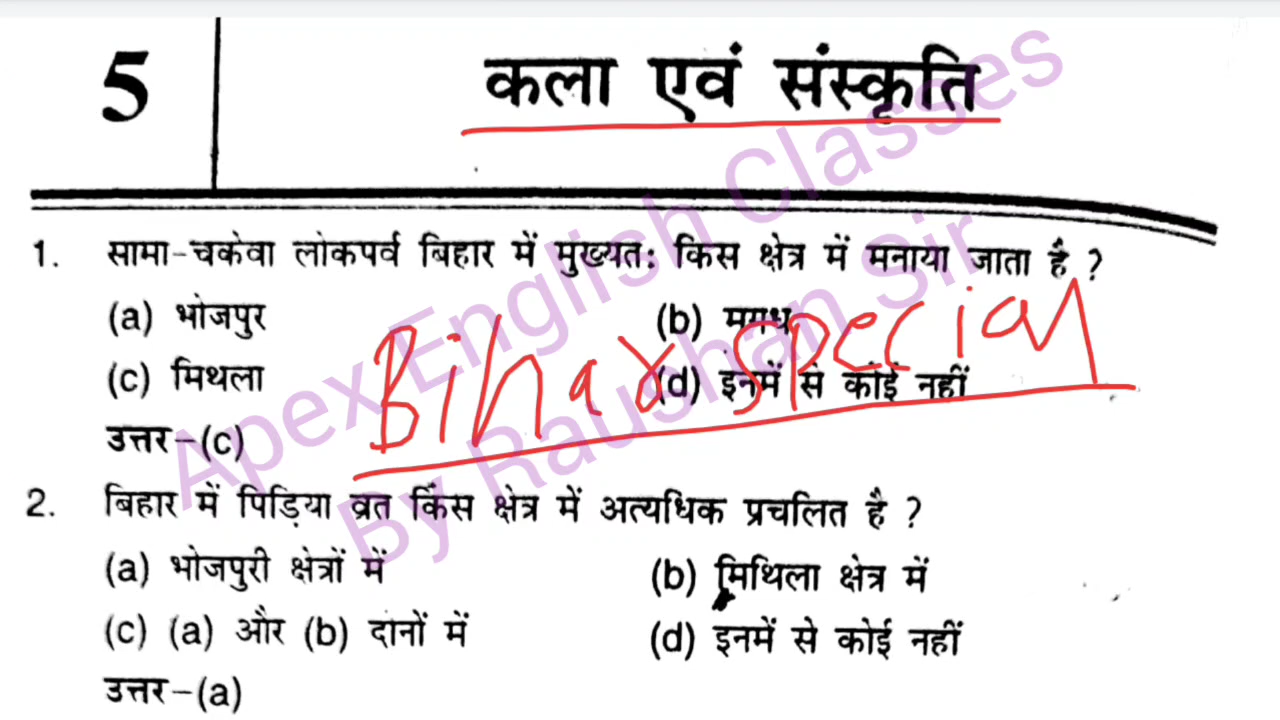 5
कला एवं संस्कृति
1. सामा-चकेवा लोकपर्व बिहार में मुख्यतः किस क्षेत्र में मनाया जाता है ?
(a) भोजपुर (b) मगध
(c) मिथला (d) इनमें से कोई नहीं
Bihar special
उत्तर-(c)
2. बिहार में पिड़िया व्रत किस क्षेत्र में अत्यधिक प्रचलित है ?
(a) भोजपुरी क्षेत्रों में (b) मिथिला क्षेत्र में
(c) (a) और (b) दानों में (d) इनमें से कोई नहीं
उत्तर-(a)
Apex English Classes
By Raushan Sir